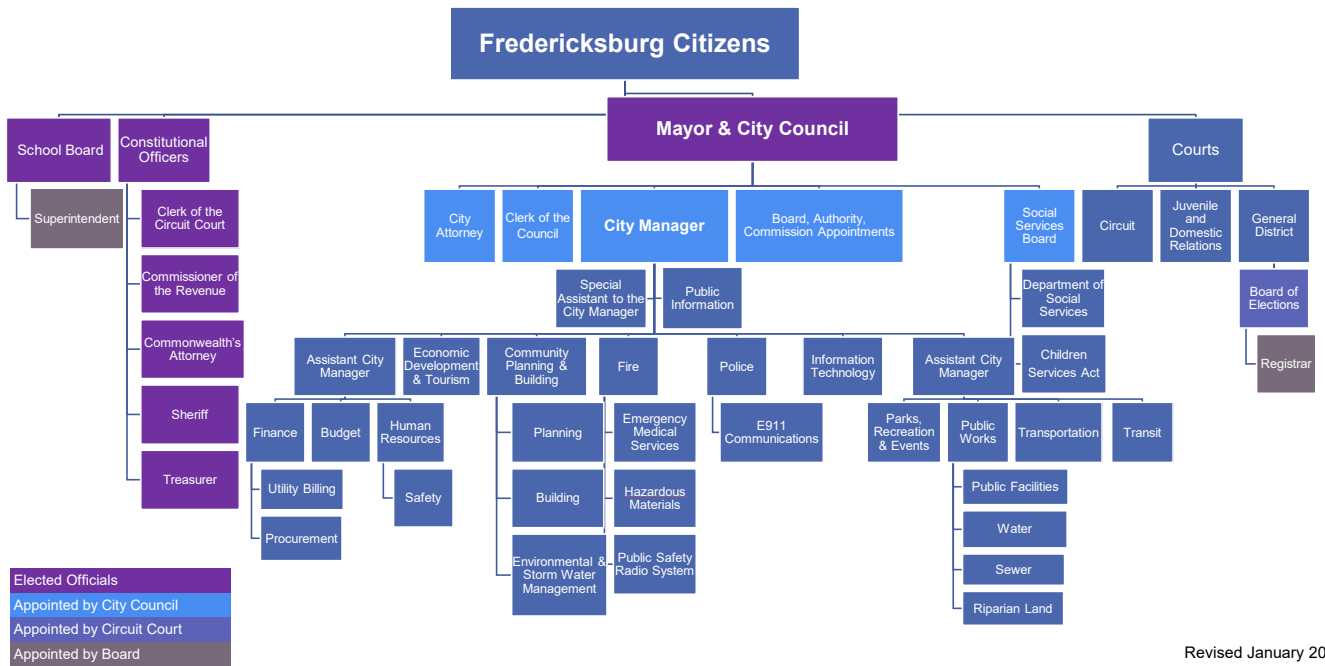 Fredericksburg Citizens
Mayor & City Council
School Board
Constitutional
Officers
Courts
Superintendent
Clerk of the
Circuit Court
Commissioner of
the Revenue
Commonwealth's
Attorney
Sheriff
Treasurer
City
Attorney
Clerk of the
Council
City Manager
Board, Authority,
Commission Appointments
Social
Services
Board
Circuit
Juvenile
and
Domestic
Relations
General
District
Special
Assistant to the
City Manager
Public
Information
Department of
Social
Services
Board of
Elections
Children
Services Act
Registrar
Assistant City
Manager
Economic
Development
& Tourism
Community
Planning &
Building
Fire
Police
Information
Technology
Assistant City
Manager
Finance
Budget
Human
Resources
Utility Billing
Procurement
Safety
Planning
Building
Environmental &
Storm Water
Management
Emergency
Medical
Services
Hazardous
Materials
Public Safety
Radio System
E911
Communications
Parks,
Recreation
& Events
Public
Works
Transportation
Transit
Public Facilities
Water
Sewer
Riparian Land
Elected Officials
Appointed by City Council
Appointed by Circuit Court
Appointed by Board
Revised January 20